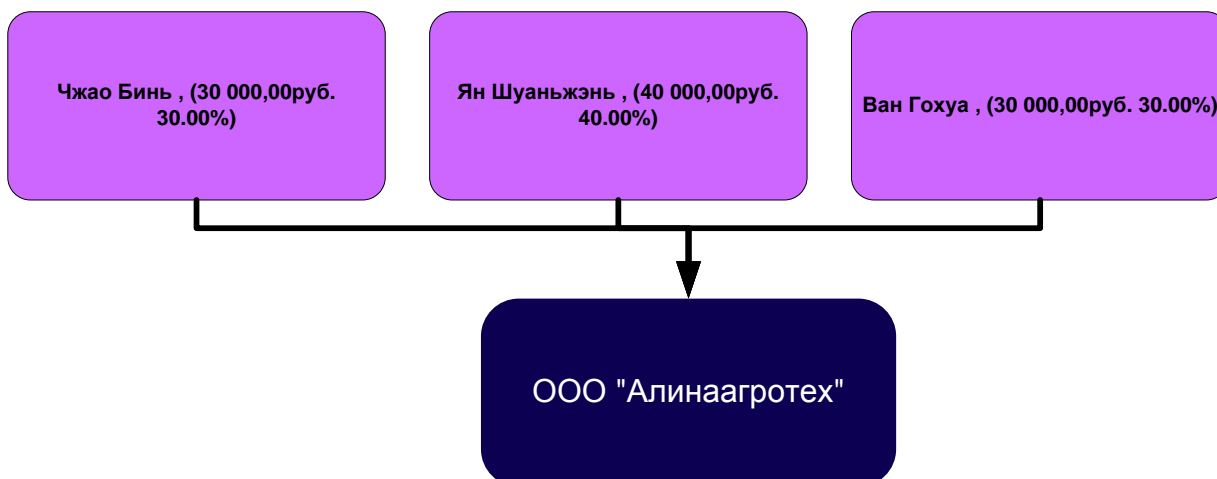 Чжао Бинь , (30 000,00руб.
30.00%)
Ян Шуаньжэнь , (40 000,00руб.
40.00%)
Ван Гохуа , (30 000,00руб. 30.00%)
ООО "Алинаагротех"